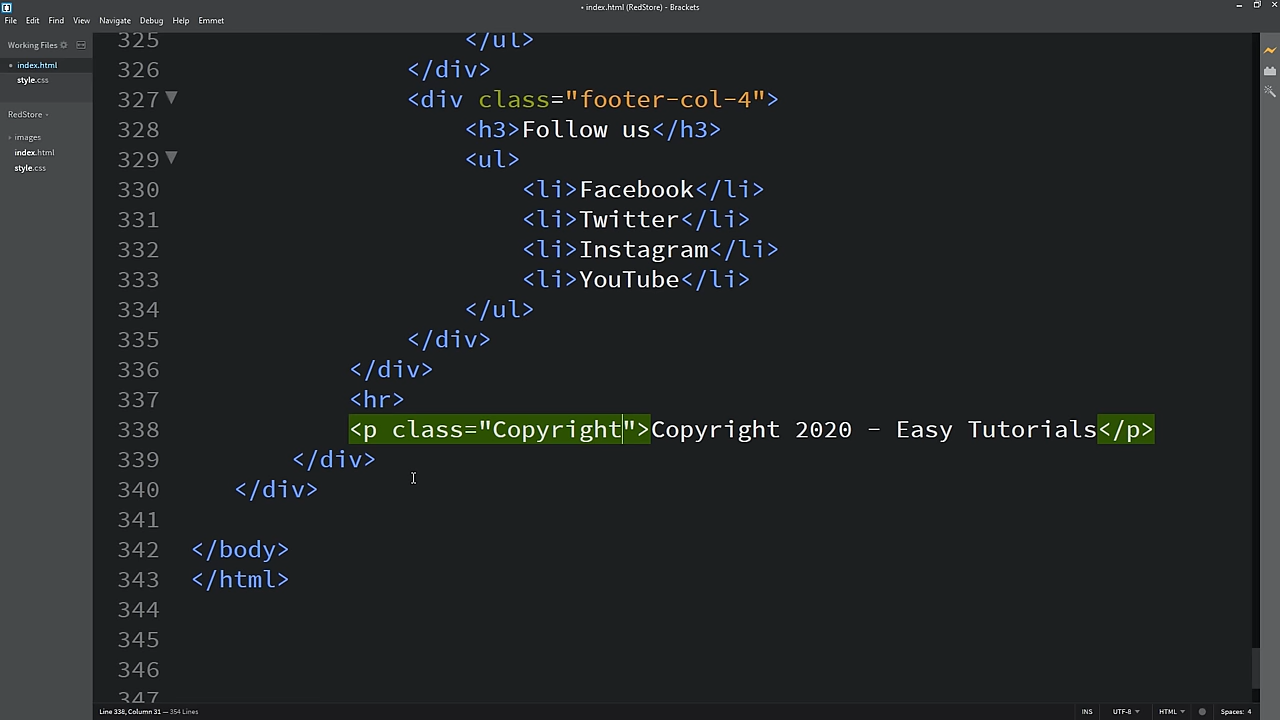 • index.html (RedStore) - Brackets
File Edit Find View Navigate Debug Help Emmet
Working Files
• index.html
style.css
RedStore
images
index.html
style.css
325 </ul>
326 </div>
327 <div class="footer-col-4">
328 <h3>Follow us</h3>
329 <ul>
330 <li>Facebook</li>
331 <li>Twitter</li>
332 <li>Instagram</li>
333 <li>YouTube</li>
334 </ul>
335 </div>
336 </div>
337 <hr>
338 <p class="Copyright">Copyright 2020 - Easy Tutorials</p>
339 </div>
340 </div>
341
342 </body>
343 </html>
344
345
346
347
Line 338, Column 31 — 354 Lines
INS UTF-8 HTML Spaces: 4